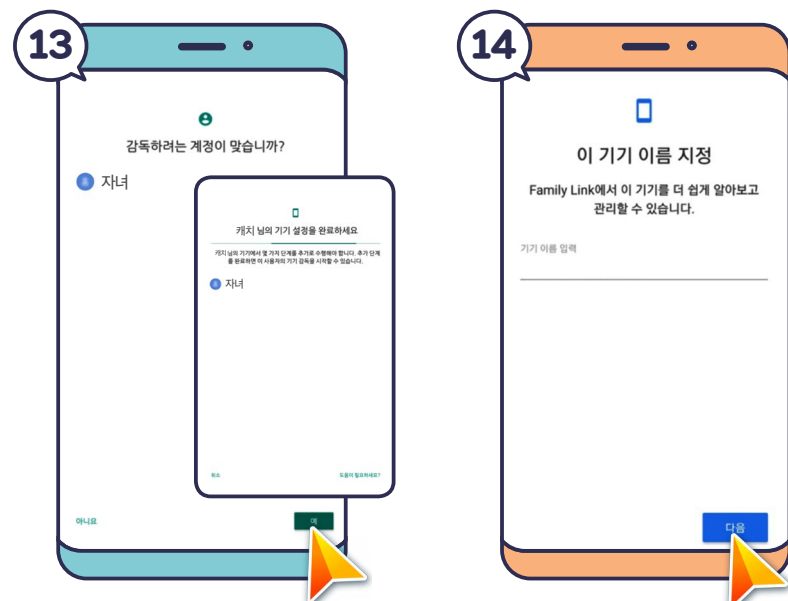 13
감독하려는 계정이 맞습니까?
자녀
캐치 님의 기기 설정을 완료하세요
캐치 님의 기기에서 몇 가지 단계를 추가로 수행해야 합니다. 추가 단계
를 완료하면 이 사용자의 기기 감독을 시작할 수 있습니다.
자녀
취소
도움이 필요하세요?
아니요
예
14
이 기기 이름 지정
Family Link에서 이 기기를 더 쉽게 알아보고
관리할 수 있습니다.
기기 이름 입력
다음